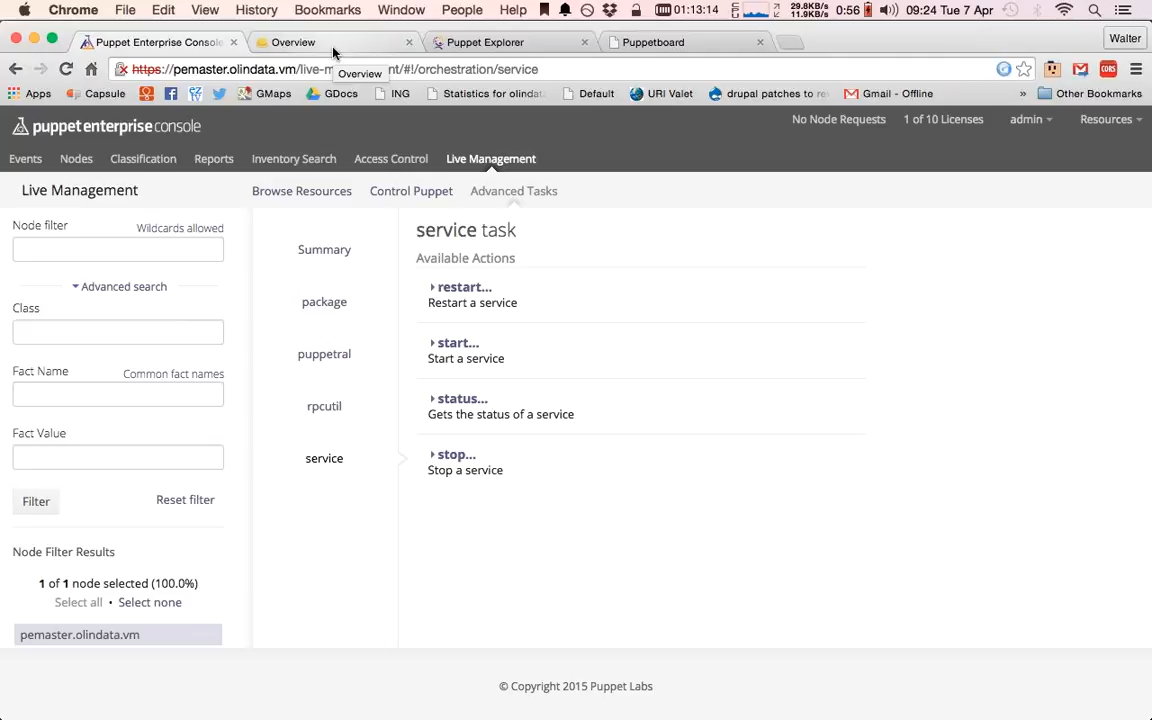 Chrome File Edit View History Bookmarks Window People Help 01:13:14 29.8KB/s 11.9KB/s 0:56 09:24 Tue 7 Apr
Puppet Enterprise Console Overview Puppet Explorer Puppetboard Walter
https://pemaster.olindata.vm/live-m ent/#!/orchestration/service
Overview
Apps Capsule GMaps GDocs ING Statistics for olindat Default URI Valet drupal patches to re Gmail - Offline » Other Bookmarks
puppet enterprise console No Node Requests 1 of 10 Licenses admin Resources
Events Nodes Classification Reports Inventory Search Access Control Live Management
Live Management Browse Resources Control Puppet Advanced Tasks
Node filter Wildcards allowed
Advanced search
Class
Fact Name Common fact names
Fact Value
Filter Reset filter
Node Filter Results
1 of 1 node selected (100.0%)
Select all • Select none
pemaster.olindata.vm
Summary
package
puppetral
rpcutil
service
service task
Available Actions
restart...
Restart a service
start...
Start a service
status...
Gets the status of a service
stop...
Stop a service
© Copyright 2015 Puppet Labs